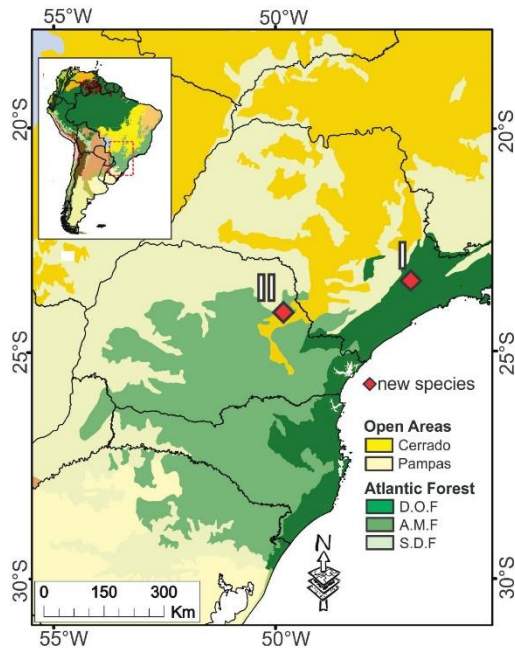 55°W 50°W
20°S
25°S
30°S
20°S
25°S
30°S
I
II
new species
Open Areas
Cerrado
Pampas
Atlantic Forest
D.O.F
A.M.F
S.D.F
N
0 150 300
Km
55°W 50°W